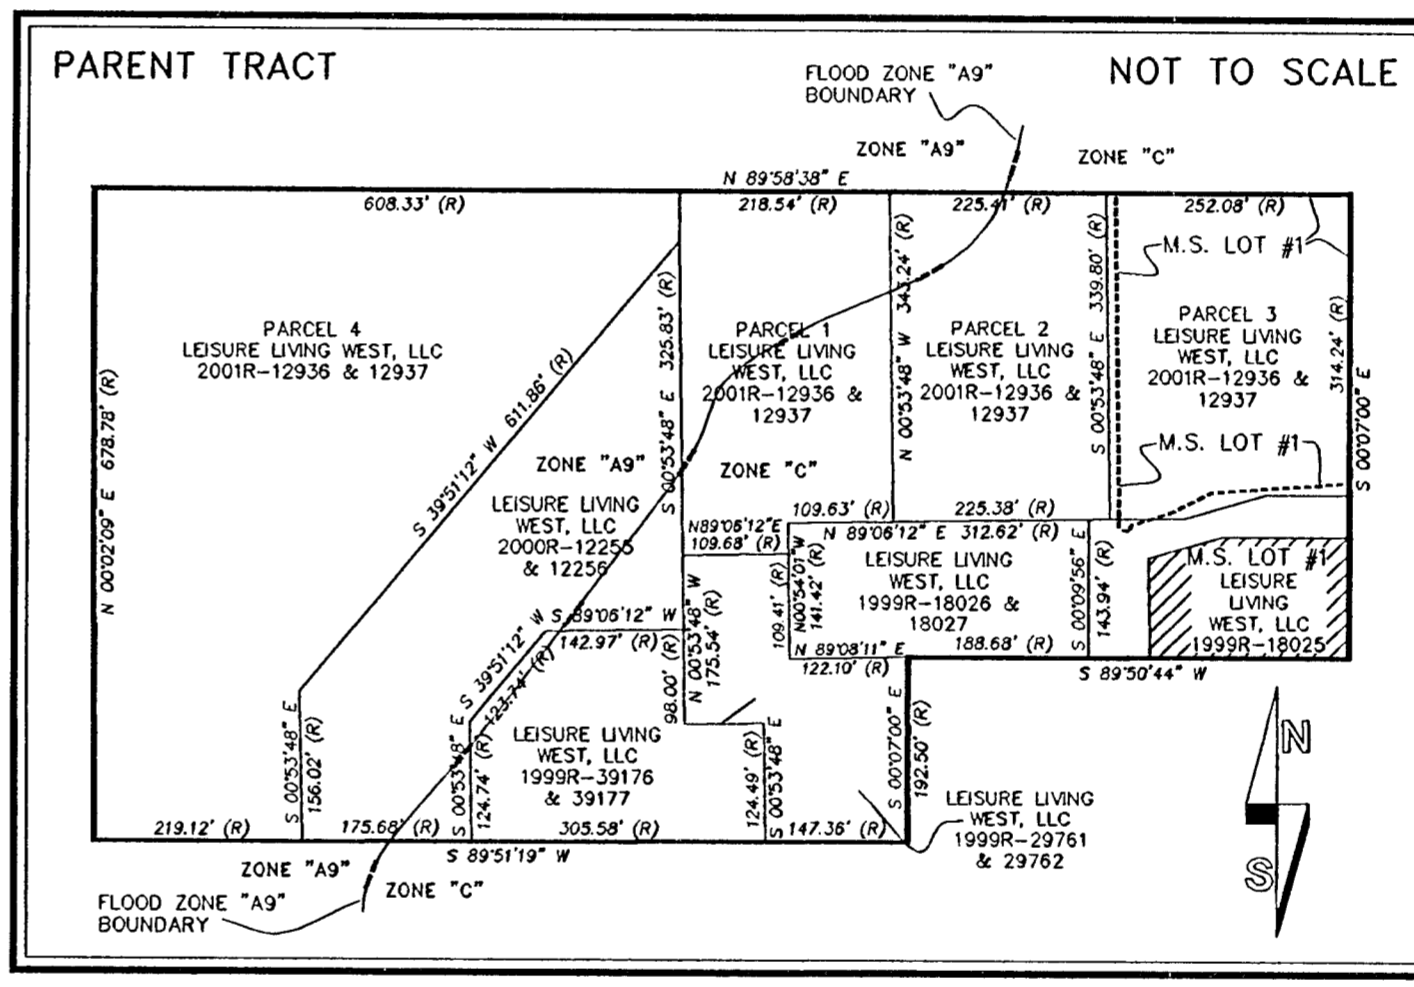 PARENT TRACT
NOT TO SCALE
FLOOD ZONE "A9"
BOUNDARY
ZONE "A9"
ZONE "C"
N 89°58'38" E
608.33' (R)
218.54' (R)
225.41' (R)
252.08' (R)
M.S. LOT #1
PARCEL 4
LEISURE LIVING WEST, LLC
2001R-12936 & 12937
PARCEL 1
LEISURE LIVING
WEST, LLC
2001R-12936 &
12937
PARCEL 2
LEISURE LIVING
WEST, LLC
2001R-12936 &
12937
PARCEL 3
LEISURE LIVING
WEST, LLC
2001R-12936 &
12937
N 00°02'09" E 678.78' (R)
S 39°51'12" W 611.86' (R)
S 00°53'48" E 325.83' (R)
N 00°53'48" W 343.24' (R)
S 00°53'48" E 339.80' (R)
314.24' (R)
S 00°07'00" E
M.S. LOT #1
ZONE "A9"
ZONE "C"
LEISURE LIVING
WEST, LLC
2000R-12255
& 12256
109.63' (R)
225.38' (R)
N89°06'12"E
109.68' (R)
N 89°06'12" E 312.62' (R)
109.41' (R)
N00°54'01"W
141.42' (R)
LEISURE LIVING
WEST, LLC
1999R-18026 &
18027
S 00°09'56" E
143.94' (R)
M.S. LOT #1
LEISURE
LIVING
WEST, LLC
1999R-18025
S 89°06'12" W
142.97' (R)
N 00°53'48" W
175.54' (R)
98.00' (R)
N 89°08'11" E
122.10' (R)
188.68' (R)
S 89°50'44" W
S 39°51'12" W
123.74' (R)
S 00°53'48" E
156.02' (R)
S 00°53'48" E
124.74' (R)
LEISURE LIVING
WEST, LLC
1999R-39176
& 39177
124.49' (R)
S 00°53'48" E
S 00°07'00" E
192.50' (R)
LEISURE LIVING
WEST, LLC
1999R-29761
& 29762
N
S
219.12' (R)
175.68' (R)
305.58' (R)
147.36' (R)
S 89°51'19" W
ZONE "A9"
ZONE "C"
FLOOD ZONE "A9"
BOUNDARY